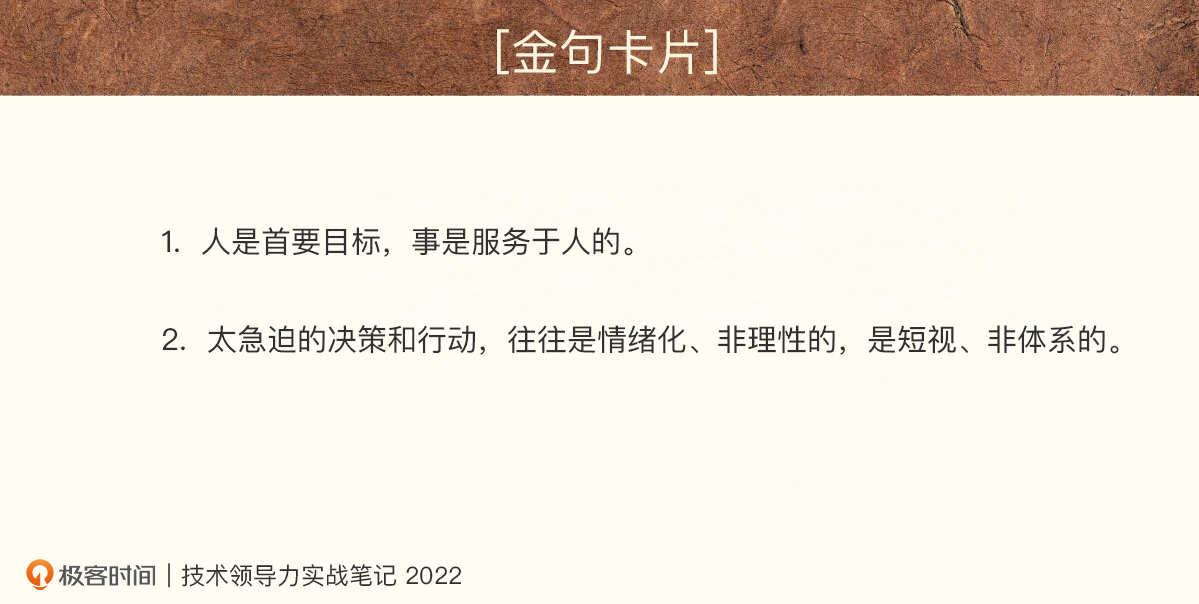 [金句卡片]
1. 人是首要目标，事是服务于人的。
2. 太急迫的决策和行动，往往是情绪化、非理性的，是短视、非体系的。
极客时间｜技术领导力实战笔记 2022